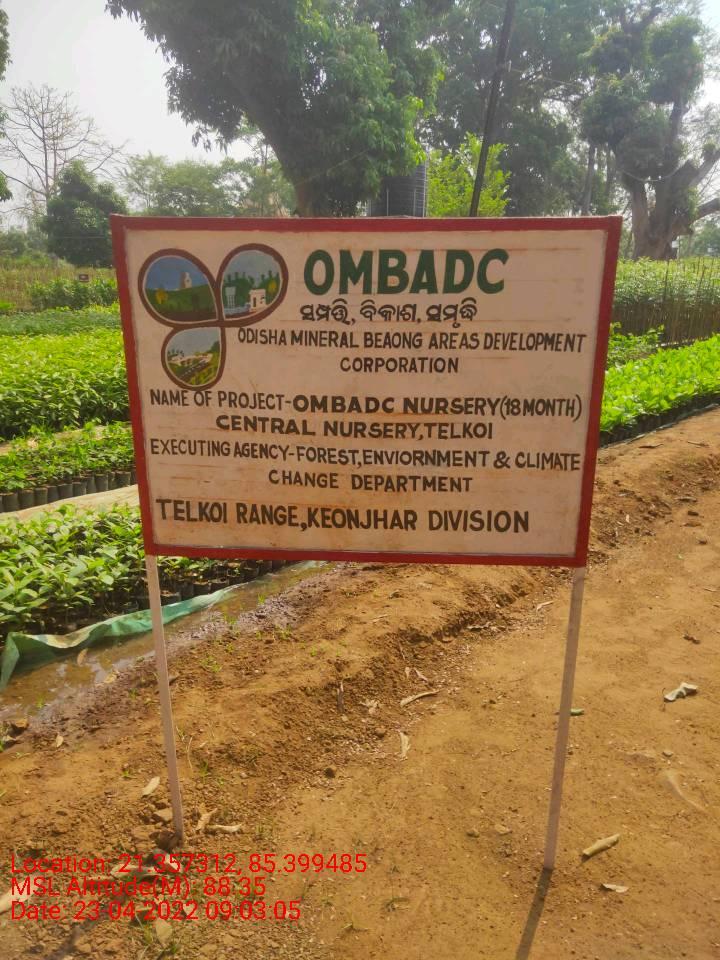 OMBADC
ସମ୍ପତ୍ତି, ବିକାଶ, ସମୃଦ୍ଧି
ODISHA MINERAL BEAONG AREAS DEVELOPMENT
CORPORATION
NAME OF PROJECT-OMBADC NURSERY(18 MONTH)
CENTRAL NURSERY,TELKOI
EXECUTING AGENCY-FOREST,ENVIORNMENT & CLIMATE
CHANGE DEPARTMENT
TELKOI RANGE,KEONJHAR DIVISION
Location: 21.357312, 85.399485
MSL Altitude(M): 88.35
Date: 23-04-2022 09:03:05